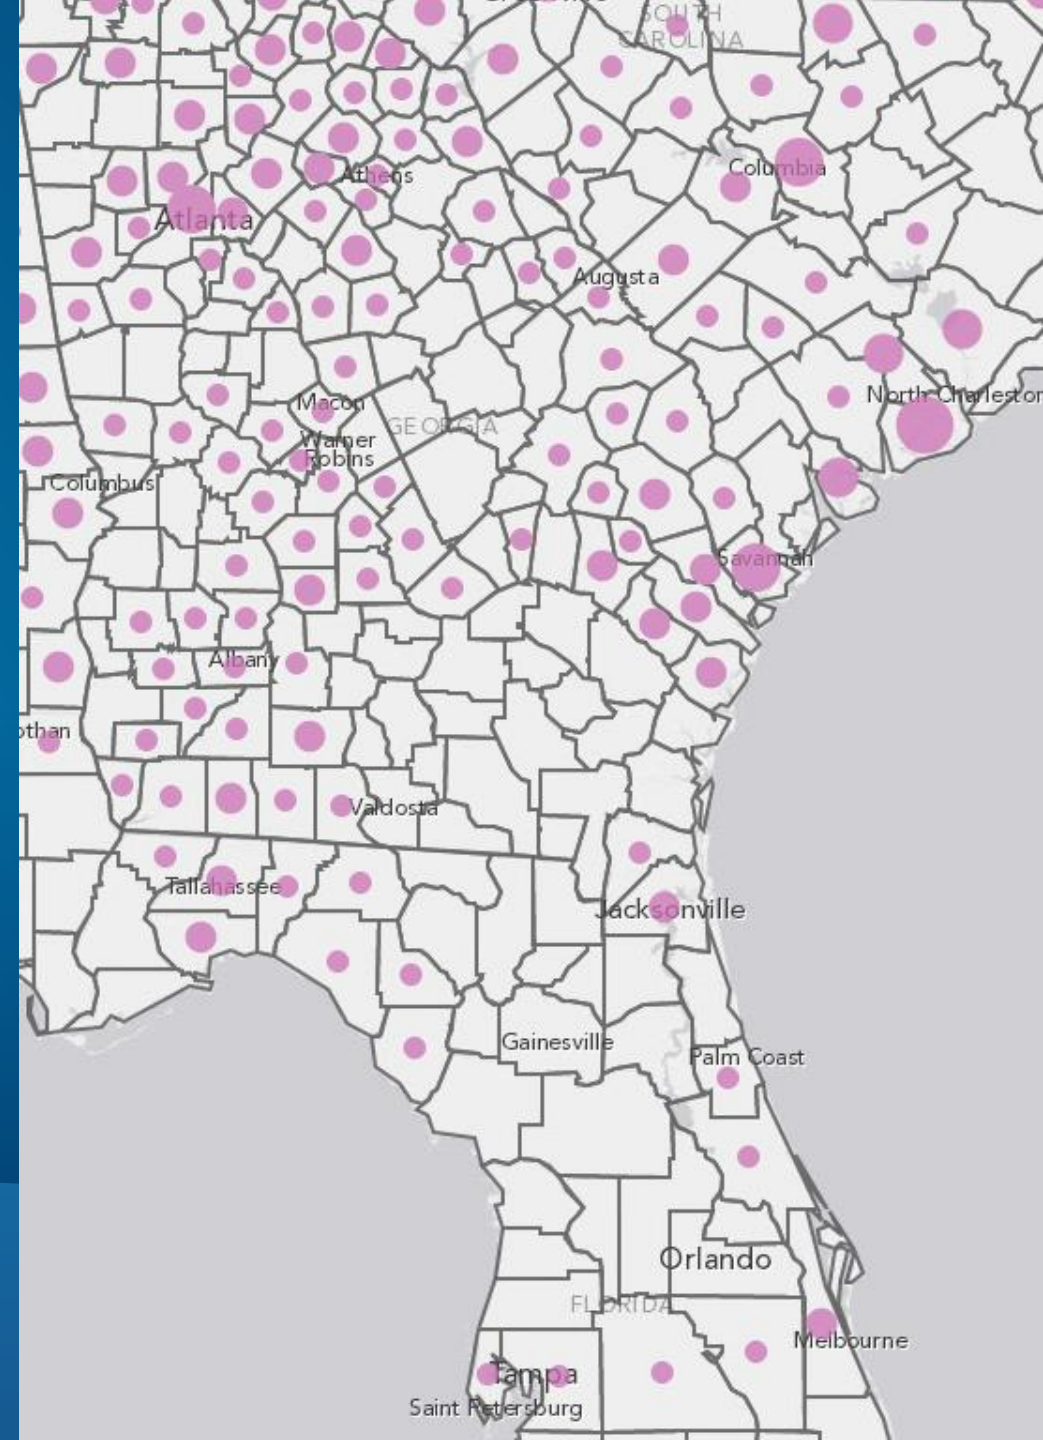 SOUTH
CAROLINA
Columbia
Athens
Atlanta
Augusta
North Charleston
Macon
GEORGIA
Warner
Robins
Columbus
Savannah
Albany
othan
Valdosta
Tallahassee
Jacksonville
Gainesville
Palm Coast
Orlando
FLORIDA
Melbourne
Tampa
Saint Petersburg